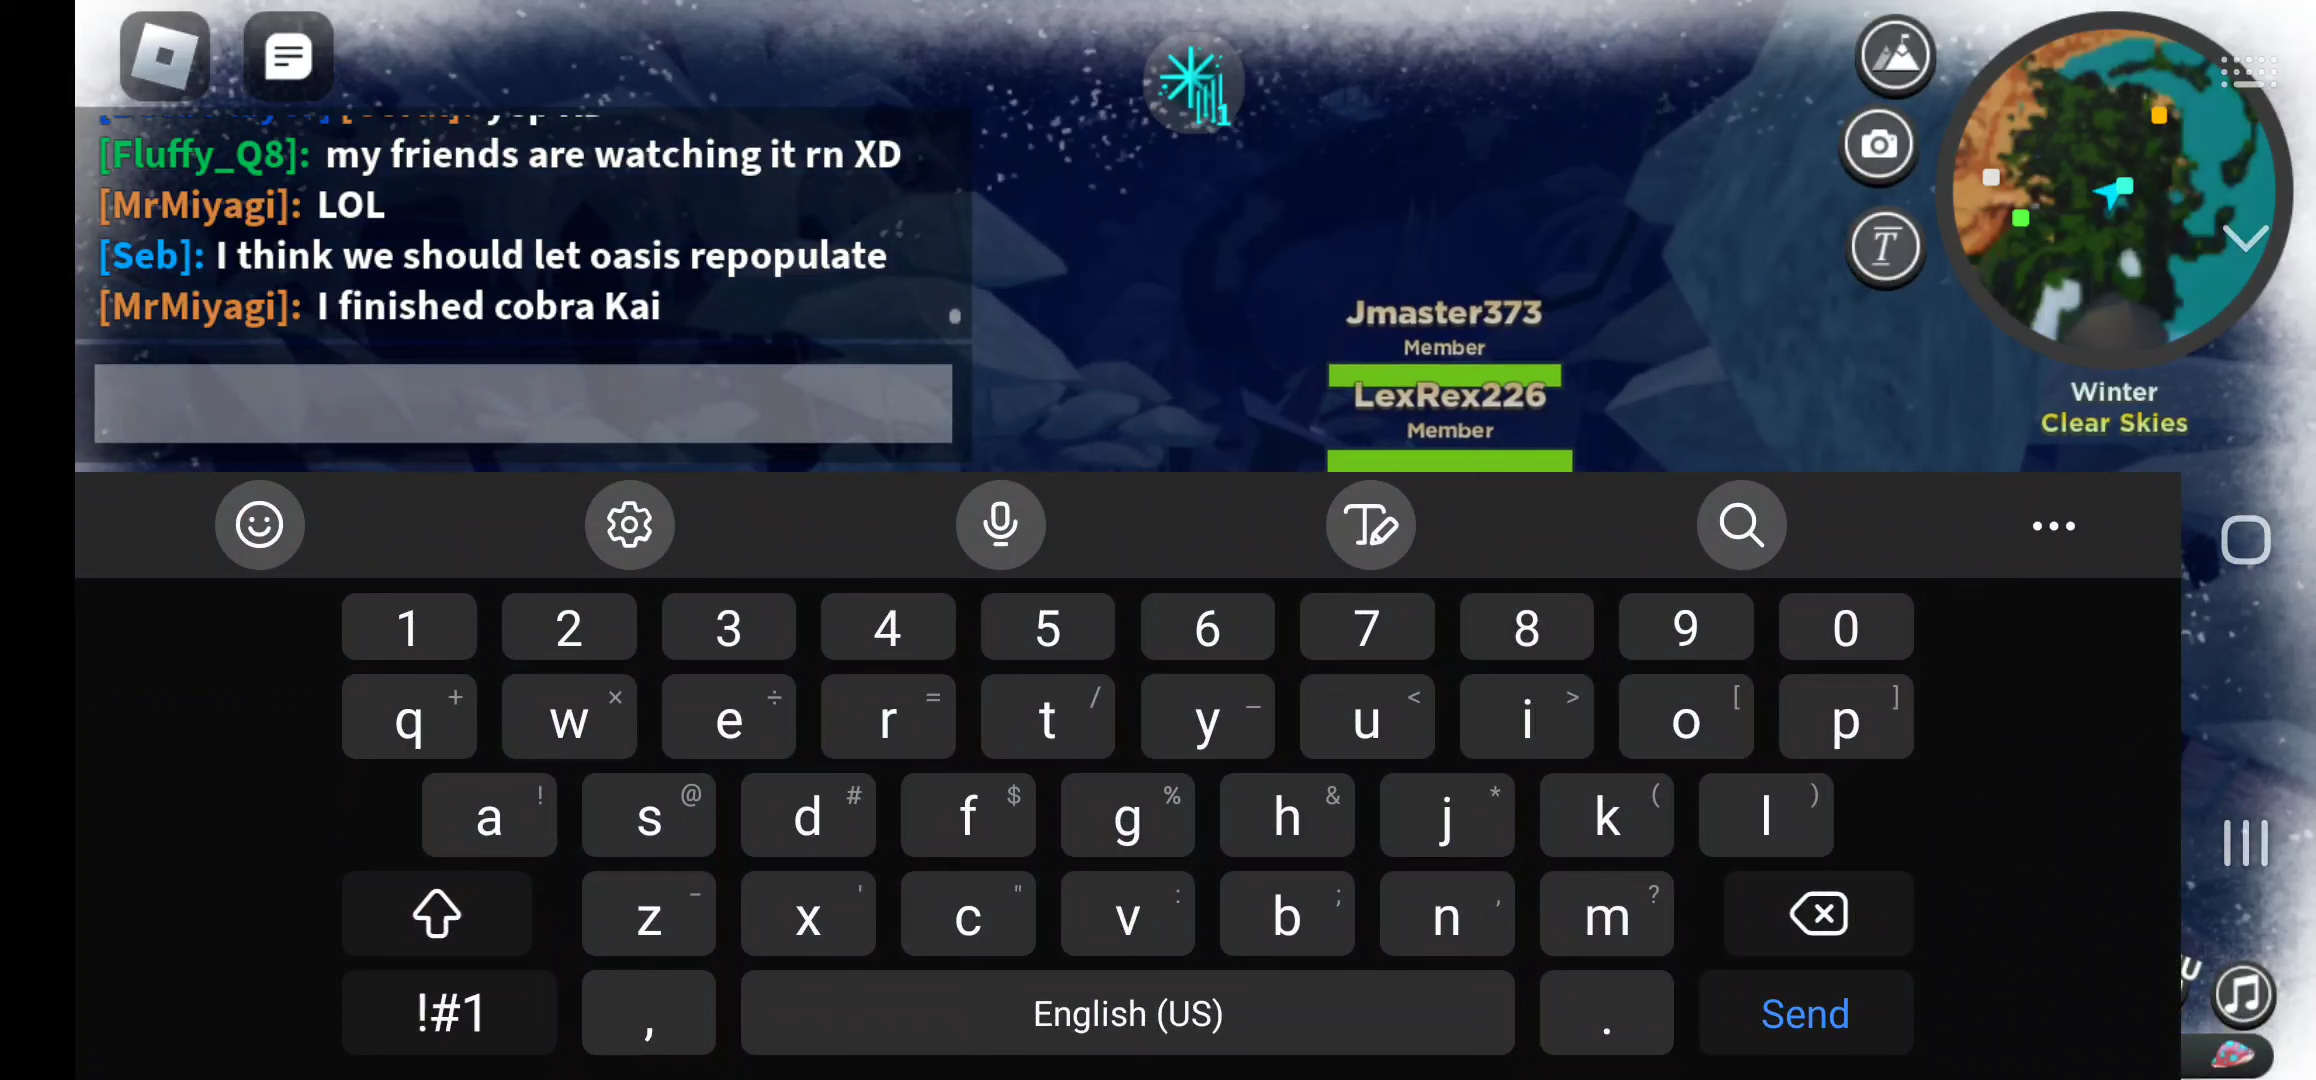 [Fluffy_Q8]: my friends are watching it rn XD
[MrMiyagi]: LOL
[Seb]: I think we should let oasis repopulate
[MrMiyagi]: I finished cobra Kai
1
Jmaster373
Member
LexRex226
Member
Winter
Clear Skies
1 2 3 4 5 6 7 8 9 0
q + w × e ÷ r = t / y _ u < i > o [ p ]
a ! s @ d # f $ g % h & j * k ( l )
z - x ' c " v : b ; n , m ?
!#1 , English (US) . Send